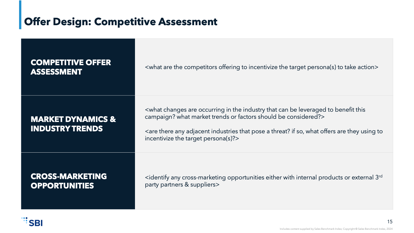 Offer Design: Competitive Assessment
COMPETITIVE OFFER
ASSESSMENT
<what are the competitors offering to incentivize the target persona(s) to take action>
MARKET DYNAMICS &
INDUSTRY TRENDS
<what changes are occurring in the industry that can be leveraged to benefit this
campaign? what market trends or factors should be considered?>
<are there any adjacent industries that pose a threat? if so, what offers are they using to
incentivize the target persona(s)?>
CROSS-MARKETING
OPPORTUNITIES
<identify any cross-marketing opportunities either with internal products or external 3rd
party partners & suppliers>
SBI
15